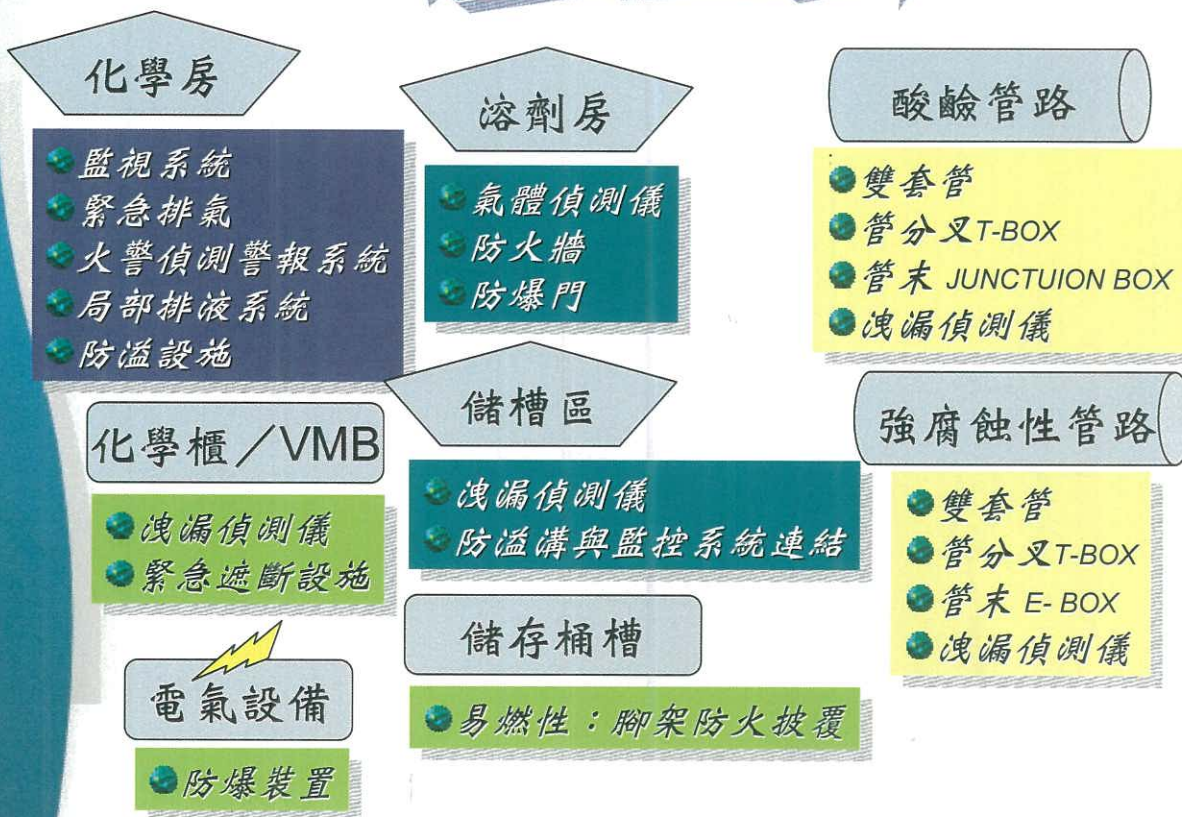 化學房
監視系統
緊急排氣
火警偵測警報系統
局部排液系統
防溢設施
溶劑房
氣體偵測儀
防火牆
防爆門
酸鹼管路
雙套管
管分叉T-BOX
管末 JUNCTUION BOX
洩漏偵測儀
化學櫃／VMB
洩漏偵測儀
緊急遮斷設施
儲槽區
洩漏偵測儀
防溢溝與監控系統連結
強腐蝕性管路
雙套管
管分叉T-BOX
管末 E- BOX
洩漏偵測儀
電氣設備
防爆裝置
儲存桶槽
易燃性：腳架防火披覆